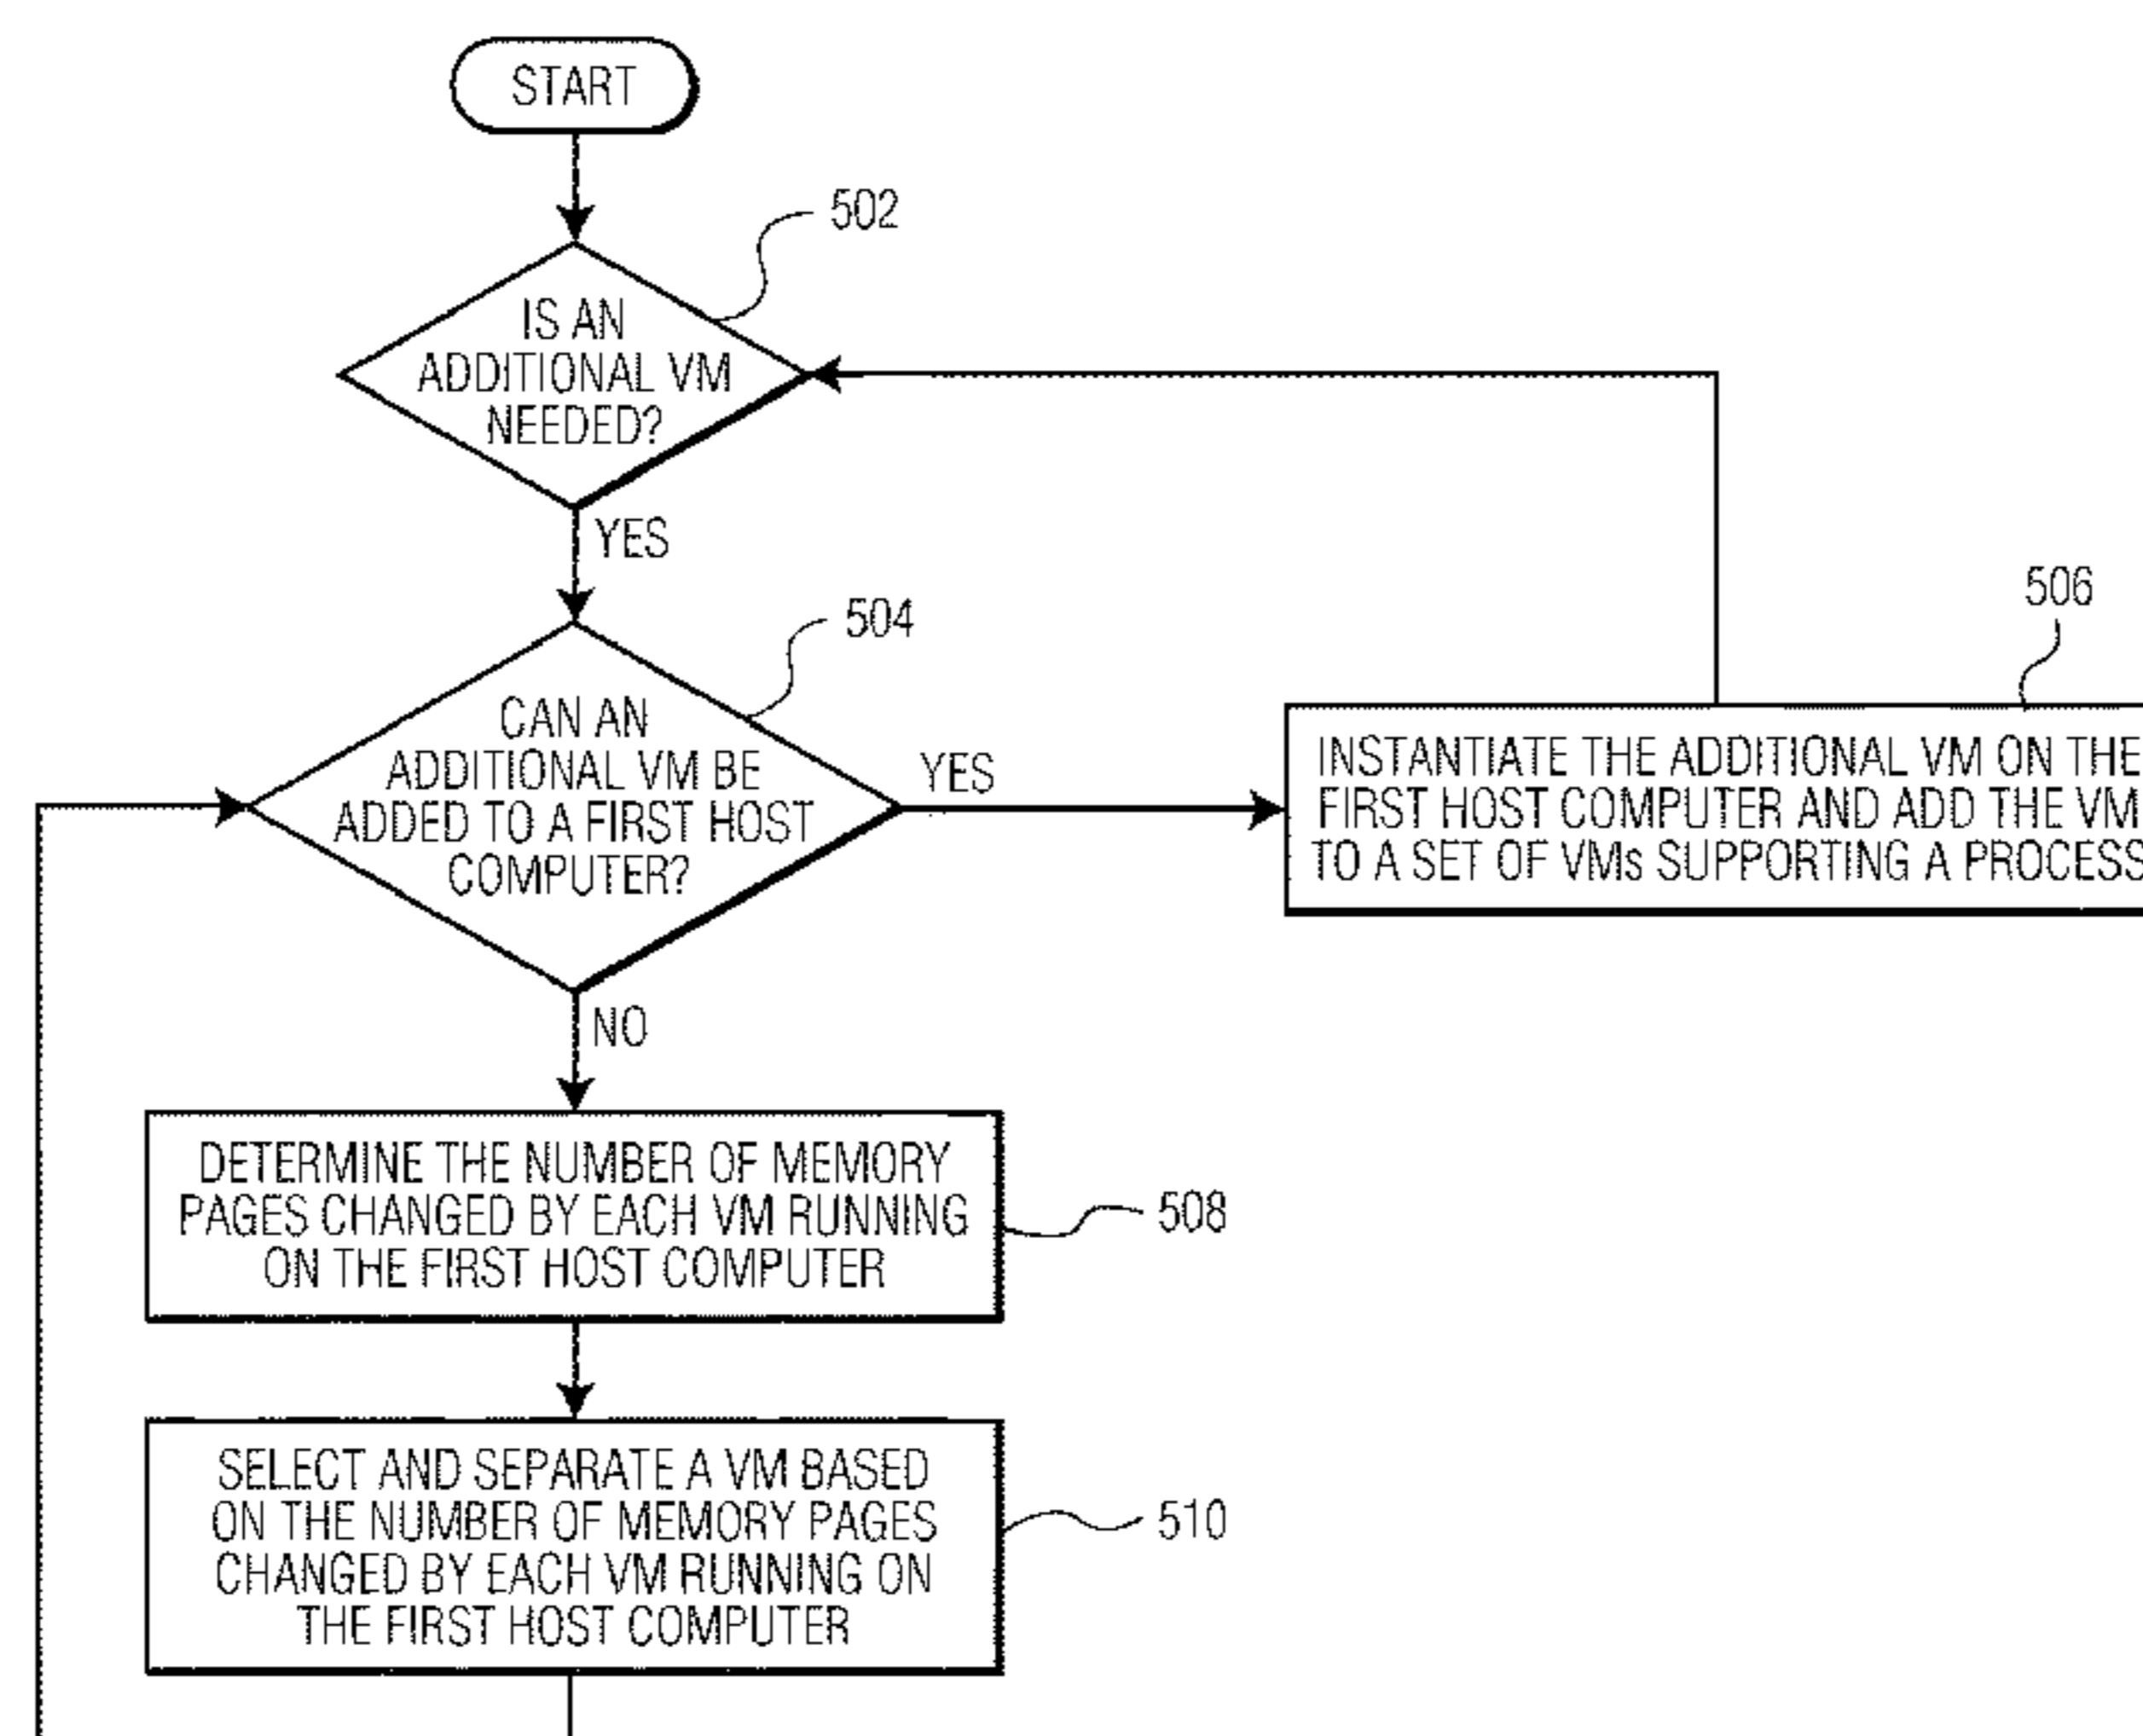 START
502
IS AN
ADDITIONAL VM
NEEDED?
YES
504
506
CAN AN
ADDITIONAL VM BE
ADDED TO A FIRST HOST
COMPUTER?
YES
INSTANTIATE THE ADDITIONAL VM ON THE
FIRST HOST COMPUTER AND ADD THE VM
TO A SET OF VMs SUPPORTING A PROCESS
NO
DETERMINE THE NUMBER OF MEMORY
PAGES CHANGED BY EACH VM RUNNING
ON THE FIRST HOST COMPUTER
508
SELECT AND SEPARATE A VM BASED
ON THE NUMBER OF MEMORY PAGES
CHANGED BY EACH VM RUNNING ON
THE FIRST HOST COMPUTER
510